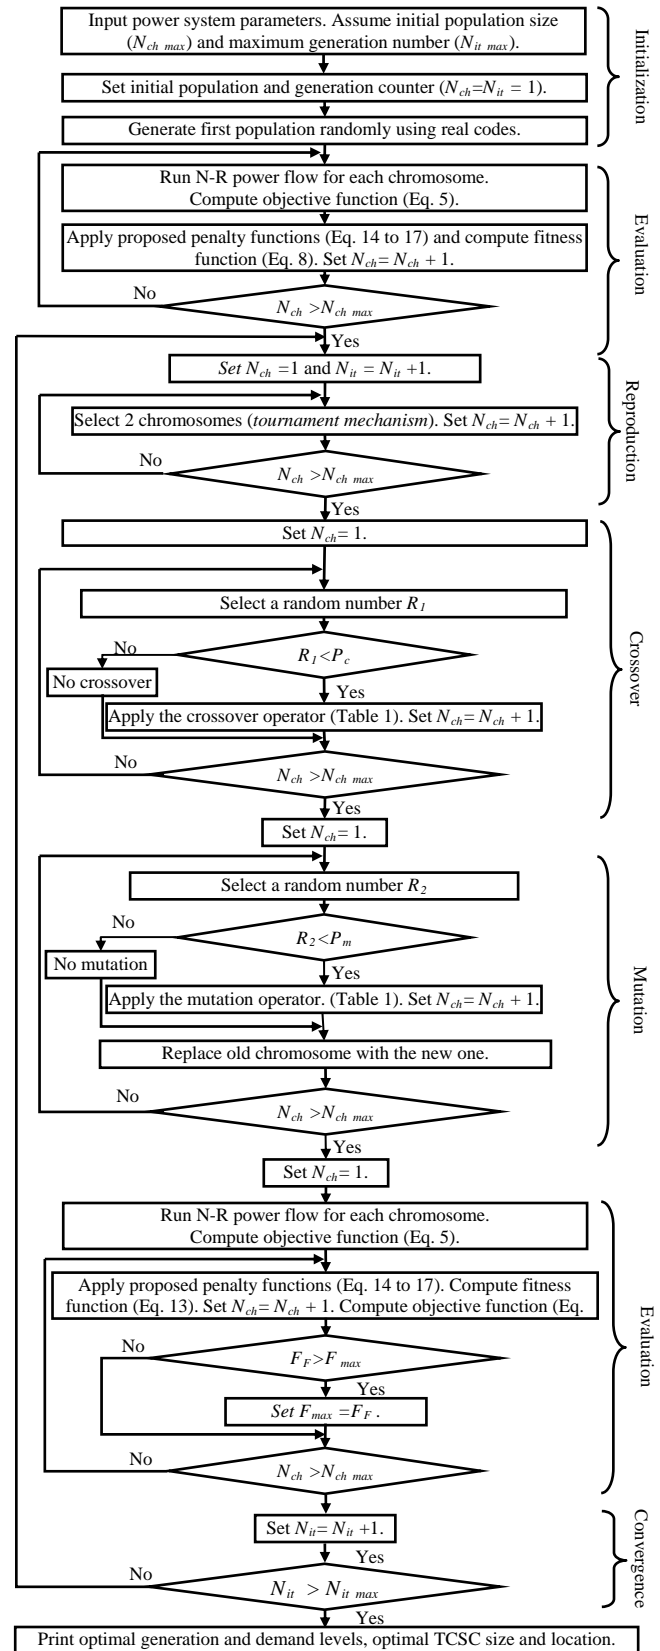 Input power system parameters. Assume initial population size
(N_ch max) and maximum generation number (N_it max).
Set initial population and generation counter (N_ch=N_it = 1).
Generate first population randomly using real codes.
Initialization
Run N-R power flow for each chromosome.
Compute objective function (Eq. 5).
Apply proposed penalty functions (Eq. 14 to 17) and compute fitness
function (Eq. 8). Set N_ch= N_ch + 1.
No
N_ch >N_ch max
Yes
Evaluation
Set N_ch =1 and N_it = N_it +1.
Select 2 chromosomes (tournament mechanism). Set N_ch= N_ch + 1.
No
N_ch >N_ch max
Yes
Reproduction
Set N_ch= 1.
Select a random number R_1
No
R_1<P_c
No crossover
Yes
Apply the crossover operator (Table 1). Set N_ch= N_ch + 1.
No
N_ch >N_ch max
Yes
Crossover
Set N_ch= 1.
Select a random number R_2
No
R_2<P_m
No mutation
Yes
Apply the mutation operator. (Table 1). Set N_ch= N_ch + 1.
Replace old chromosome with the new one.
No
N_ch >N_ch max
Yes
Mutation
Set N_ch= 1.
Run N-R power flow for each chromosome.
Compute objective function (Eq. 5).
Apply proposed penalty functions (Eq. 14 to 17). Compute fitness
function (Eq. 13). Set N_ch= N_ch + 1. Compute objective function (Eq.
No
F_F>F_max
Yes
Set F_max =F_F .
No
N_ch >N_ch max
Evaluation
Set N_it= N_it +1.
Yes
No
N_it > N_it max
Yes
Convergence
Print optimal generation and demand levels, optimal TCSC size and location.